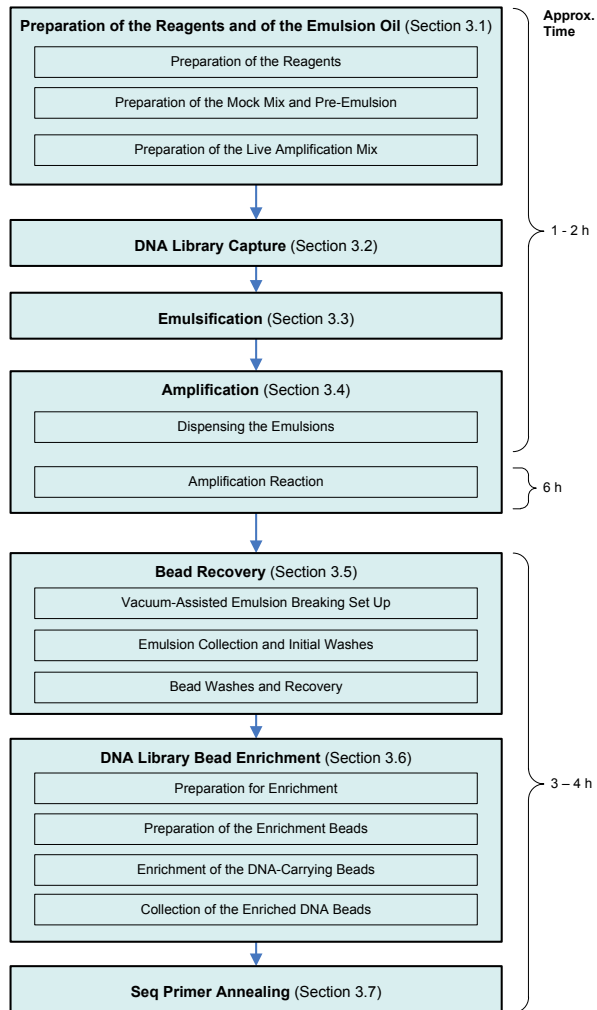 Preparation of the Reagents and of the Emulsion Oil (Section 3.1)
Approx.
Time
Preparation of the Reagents
Preparation of the Mock Mix and Pre-Emulsion
Preparation of the Live Amplification Mix
1 - 2 h
DNA Library Capture (Section 3.2)
Emulsification (Section 3.3)
Amplification (Section 3.4)
Dispensing the Emulsions
Amplification Reaction
6 h
Bead Recovery (Section 3.5)
Vacuum-Assisted Emulsion Breaking Set Up
Emulsion Collection and Initial Washes
Bead Washes and Recovery
DNA Library Bead Enrichment (Section 3.6)
3 – 4 h
Preparation for Enrichment
Preparation of the Enrichment Beads
Enrichment of the DNA-Carrying Beads
Collection of the Enriched DNA Beads
Seq Primer Annealing (Section 3.7)